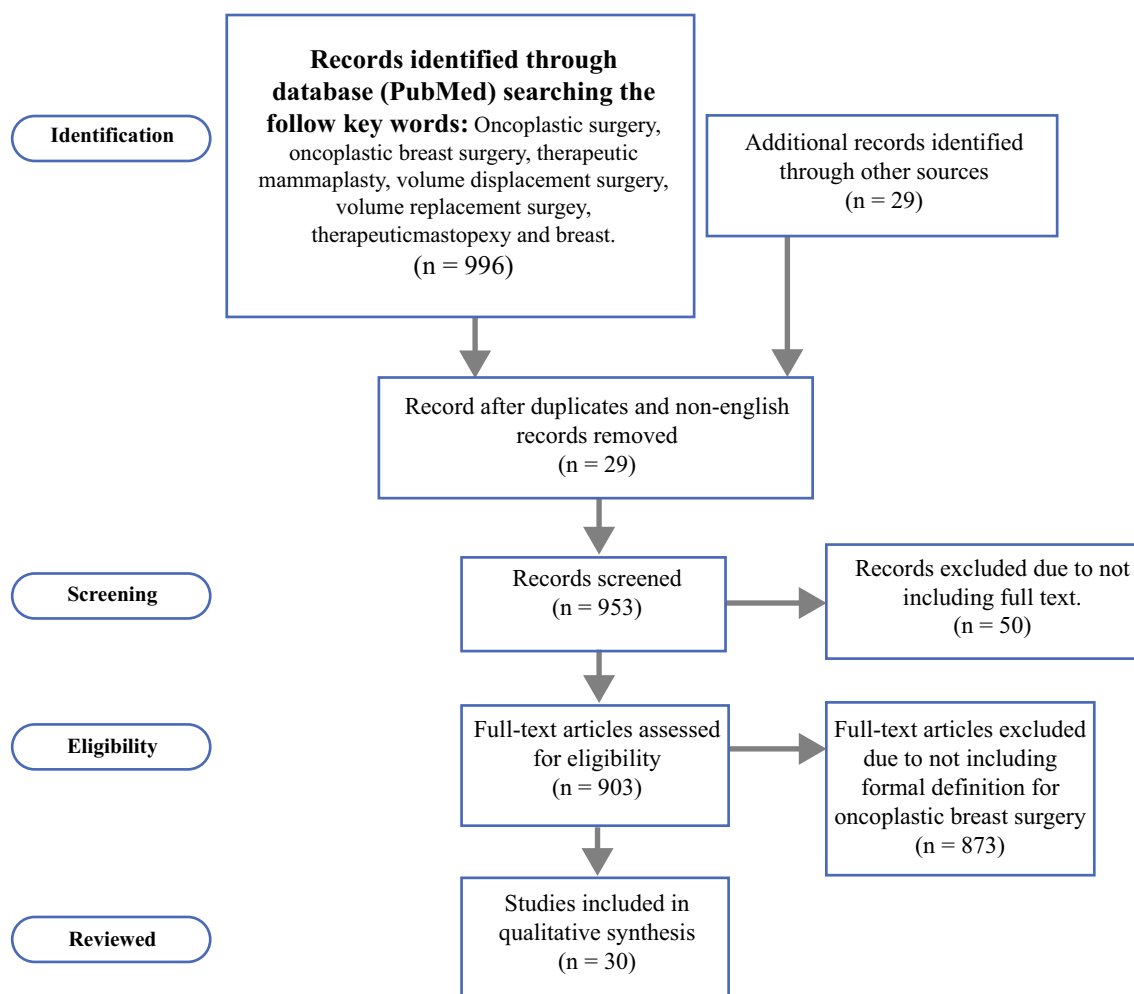 Identification
Records identified through
database (PubMed) searching the
follow key words: Oncoplastic surgery,
oncoplastic breast surgery, therapeutic
mammaplasty, volume displacement surgery,
volume replacement surgey,
therapeuticmastopexy and breast.
(n = 996)
Additional records identified
through other sources
(n = 29)
Record after duplicates and non-english
records removed
(n = 29)
Screening
Records screened
(n = 953)
Records excluded due to not
including full text.
(n = 50)
Eligibility
Full-text articles assessed
for eligibility
(n = 903)
Full-text articles excluded
due to not including
formal definition for
oncoplastic breast surgery
(n = 873)
Reviewed
Studies included in
qualitative synthesis
(n = 30)